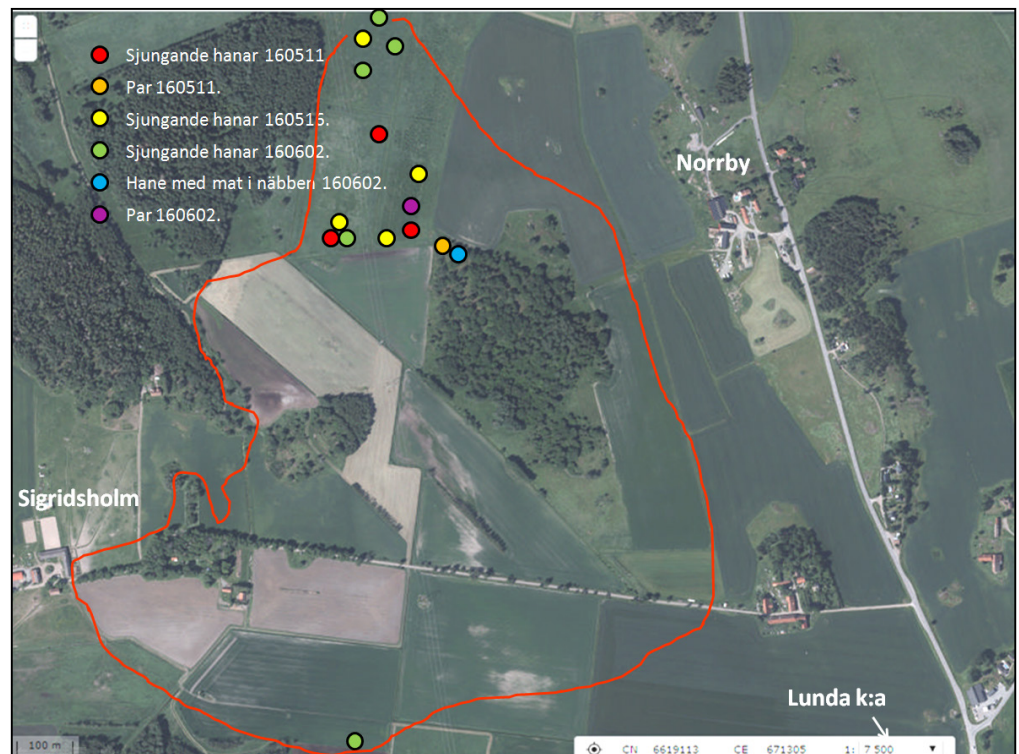 Sjungande hanar 160511.
Par 160511.
Sjungande hanar 160515.
Sjungande hanar 160602.
Hane med mat i näbben 160602.
Par 160602.
Norrby
Sigridsholm
Lunda k:a
100 m
CN 6619113 CE 671305 1: 7 500